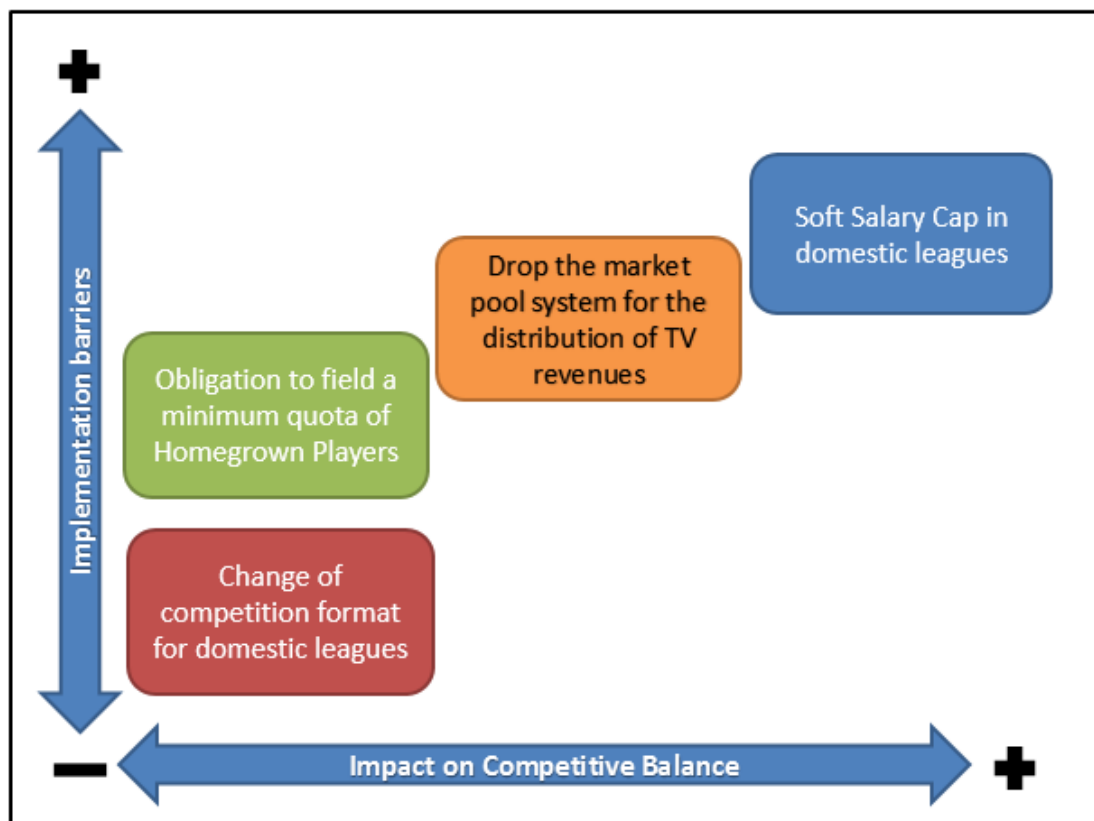 Implementation barriers
Soft Salary Cap in
domestic leagues
Drop the market
pool system for the
distribution of TV
revenues
Obligation to field a
minimum quota of
Homegrown Players
Change of
competition format
for domestic leagues
Impact on Competitive Balance